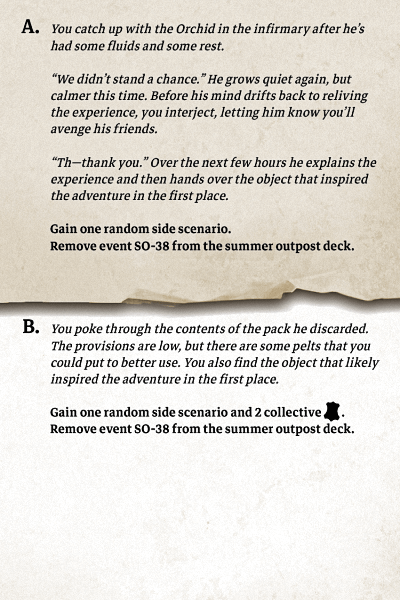 A. You catch up with the Orchid in the infirmary after he’s
had some fluids and some rest.
“We didn’t stand a chance.” He grows quiet again, but
calmer this time. Before his mind drifts back to reliving
the experience, you interject, letting him know you’ll
avenge his friends.
“Th—thank you.” Over the next few hours he explains the
experience and then hands over the object that inspired
the adventure in the first place.
Gain one random side scenario.
Remove event SO-38 from the summer outpost deck.
B. You poke through the contents of the pack he discarded.
The provisions are low, but there are some pelts that you
could put to better use. You also find the object that likely
inspired the adventure in the first place.
Gain one random side scenario and 2 collective .
Remove event SO-38 from the summer outpost deck.